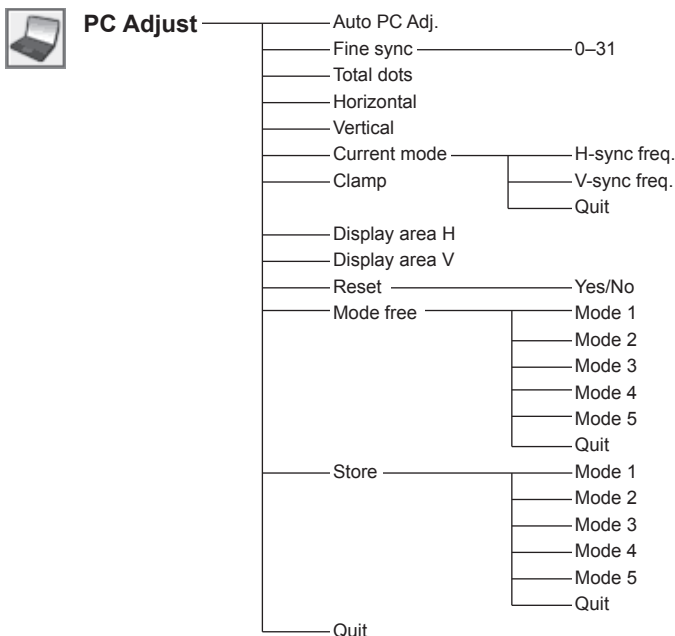 PC Adjust
Auto PC Adj.
Fine sync 0–31
Total dots
Horizontal
Vertical
Current mode H-sync freq.
Clamp V-sync freq.
Quit
Display area H
Display area V
Reset Yes/No
Mode free Mode 1
Mode 2
Mode 3
Mode 4
Mode 5
Quit
Store Mode 1
Mode 2
Mode 3
Mode 4
Mode 5
Quit
Quit